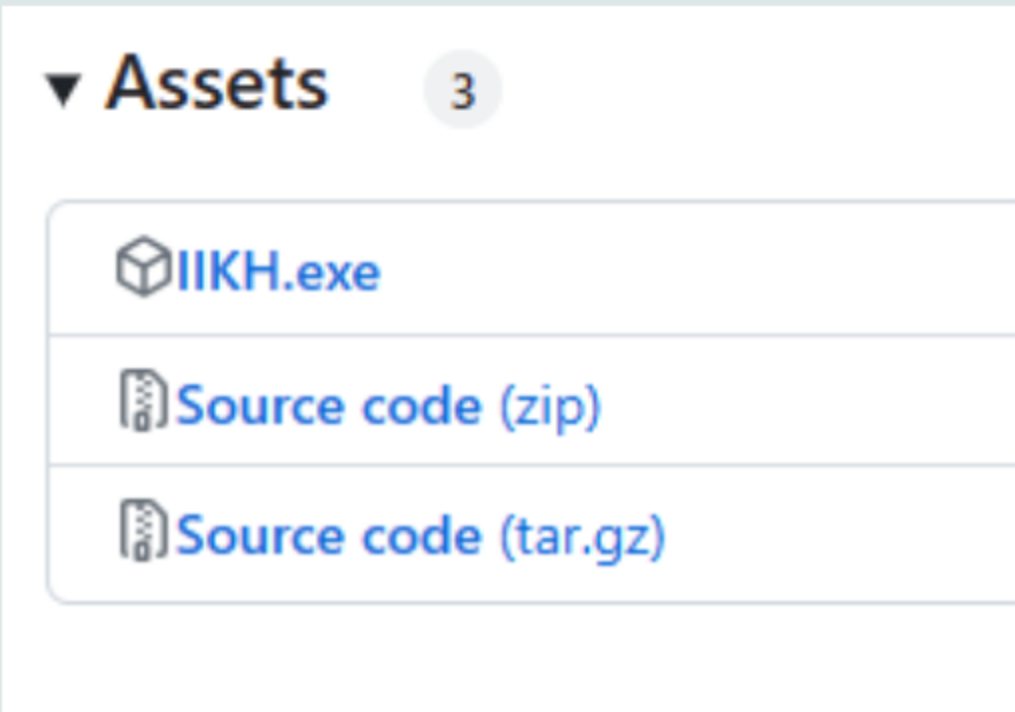 Assets 3
IIKH.exe
Source code (zip)
Source code (tar.gz)